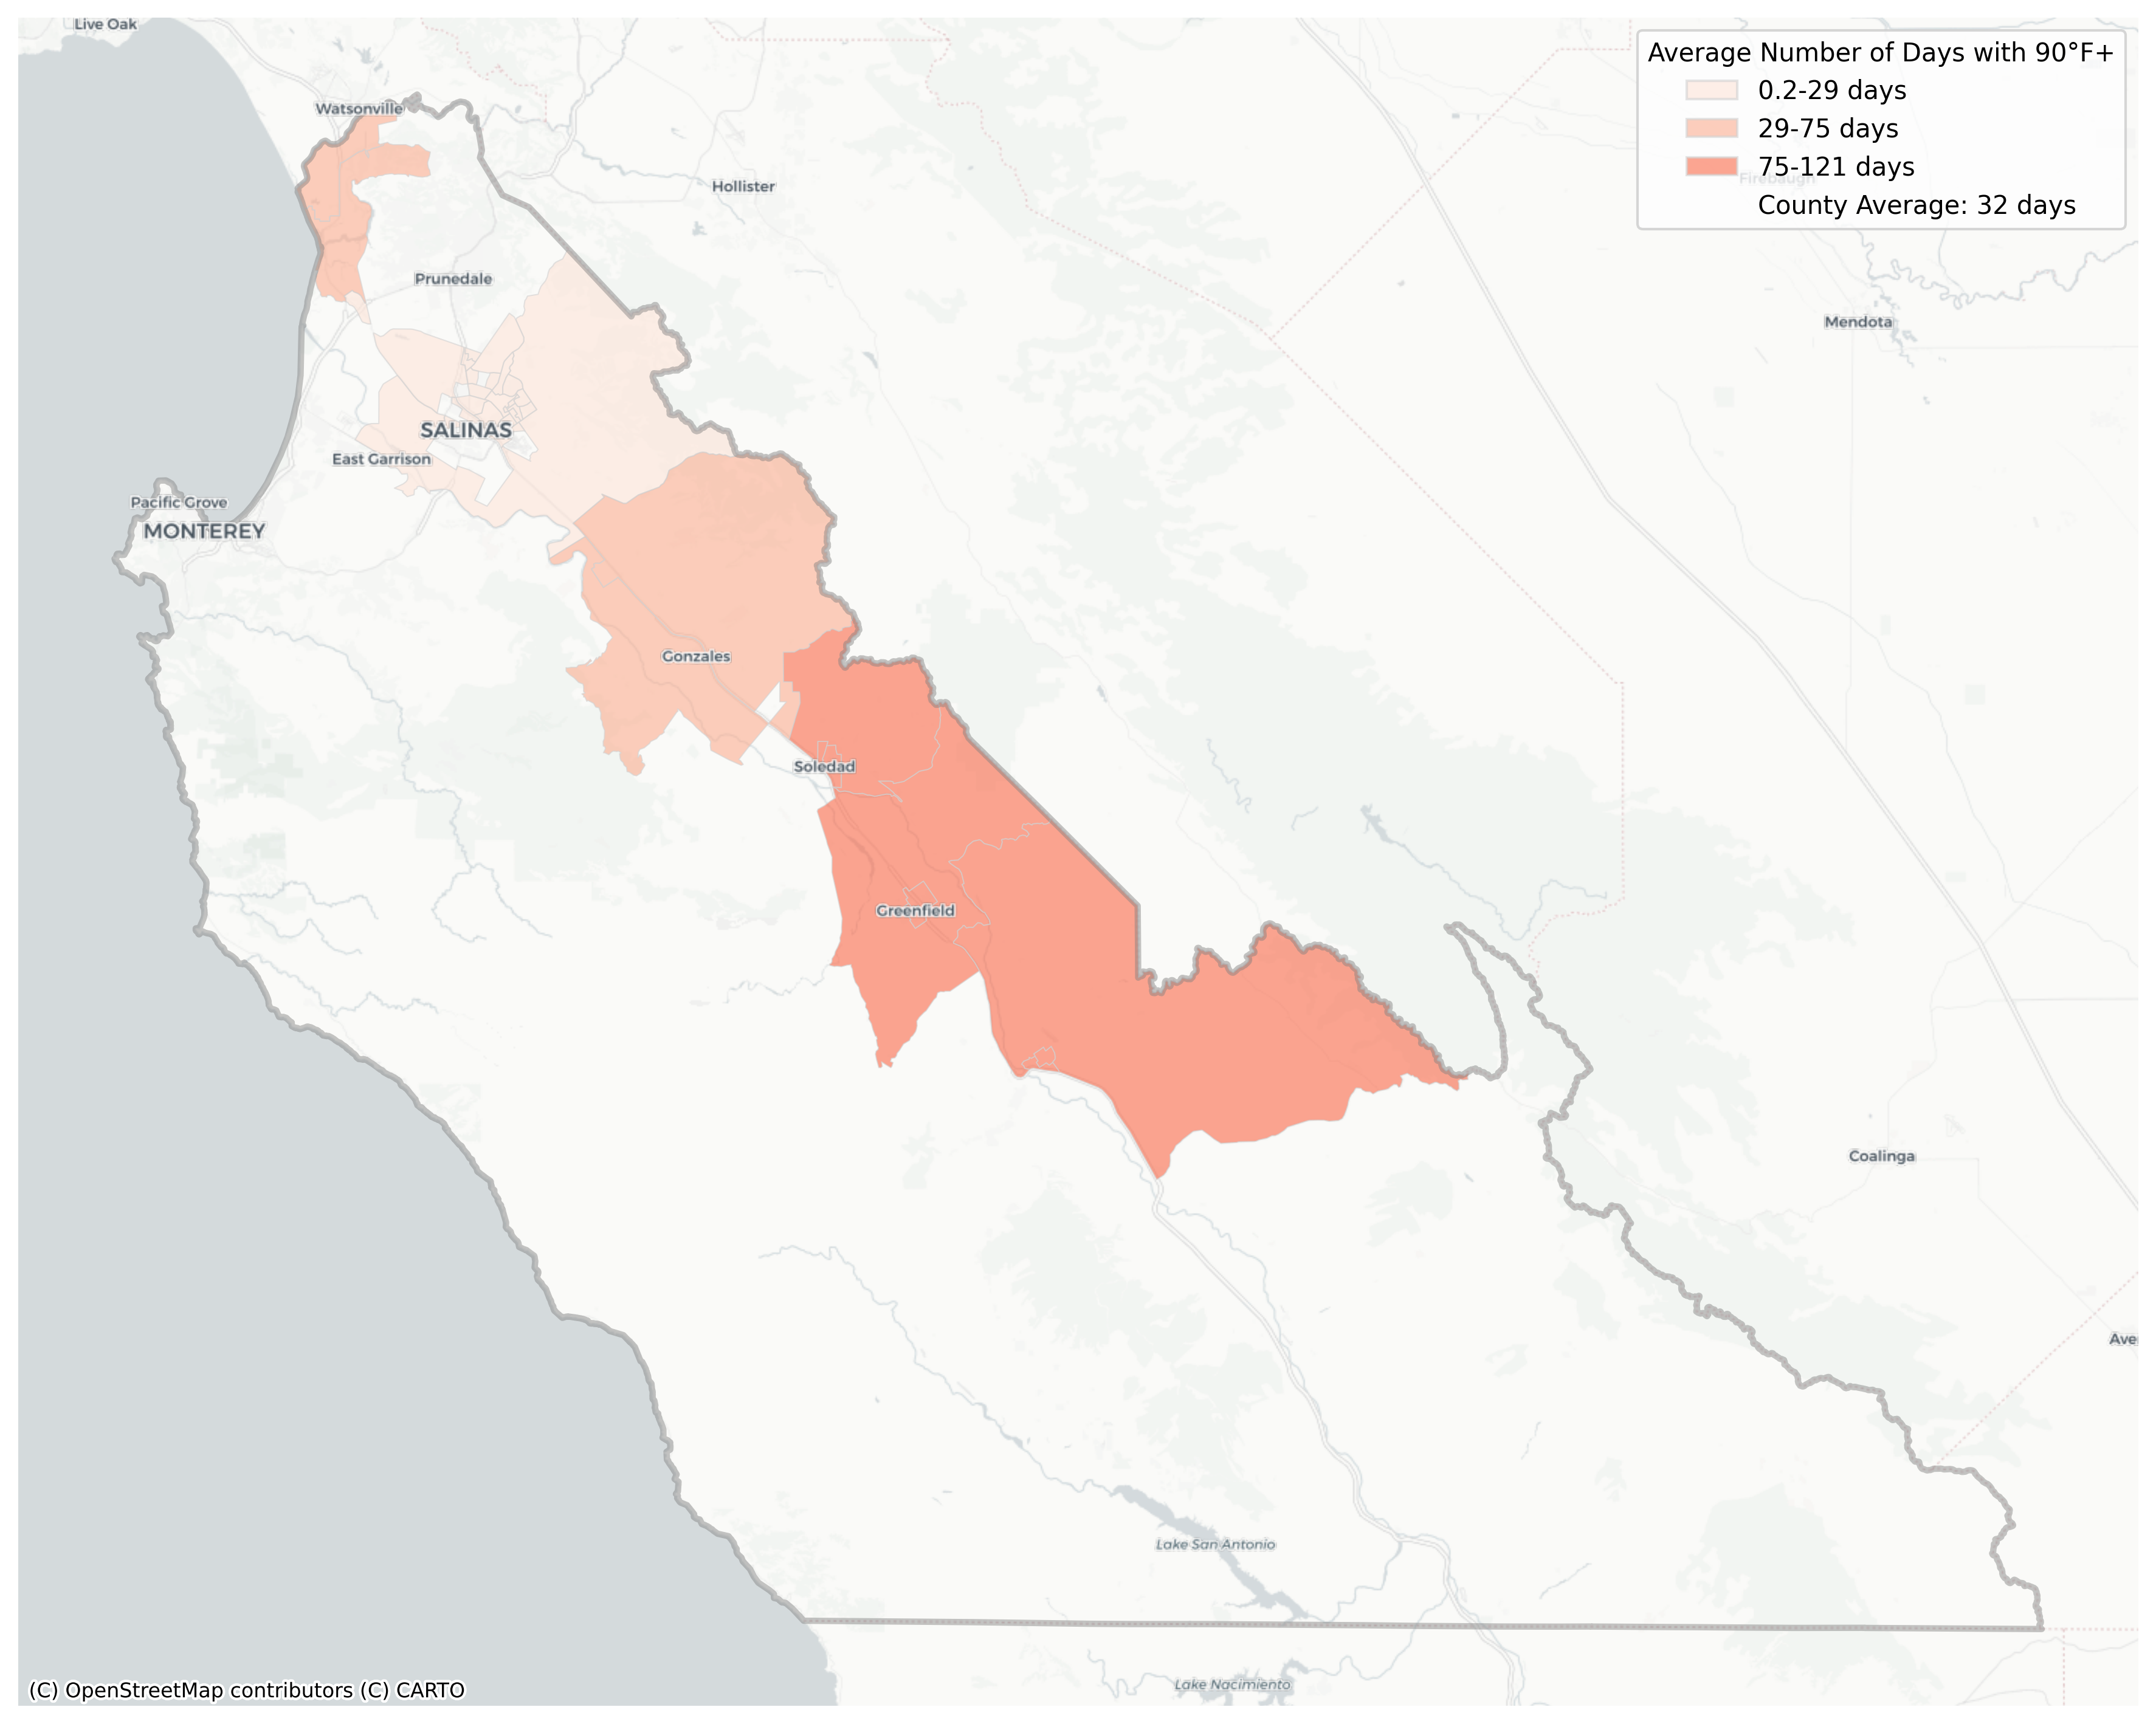 Live Oak
Average Number of Days with 90°F+
0.2-29 days
29-75 days
75-121 days
Firebaugh
County Average: 32 days
Watsonville
Hollister
Prunedale
Mendota
SALINAS
East Garrison
Pacific Grove
MONTEREY
Gonzales
Soledad
Greenfield
Coalinga
Ave
Lake San Antonio
Lake Nacimiento
(C) OpenStreetMap contributors (C) CARTO